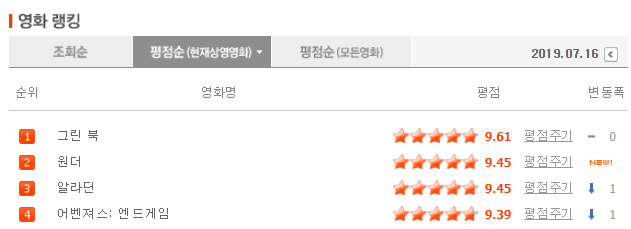 영화 랭킹
조회순 평점순 (현재상영영화) 평점순 (모든영화) 2019.07.16
순위 영화명 평점 변동폭
1 그린 북 9.61 평점주기 0
2 원더 9.45 평점주기 NEW!
3 알라딘 9.45 평점주기 1
4 어벤져스: 엔드게임 9.39 평점주기 1